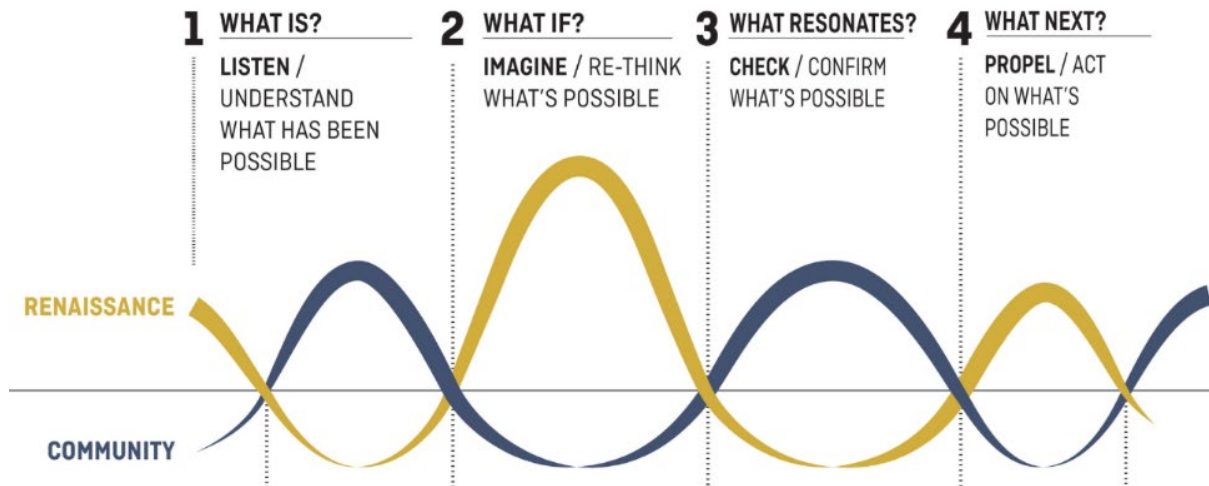 1 WHAT IS?
LISTEN /
UNDERSTAND
WHAT HAS BEEN
POSSIBLE
2 WHAT IF?
IMAGINE / RE-THINK
WHAT'S POSSIBLE
3 WHAT RESONATES?
CHECK / CONFIRM
WHAT'S POSSIBLE
4 WHAT NEXT?
PROPEL / ACT
ON WHAT'S
POSSIBLE
RENAISSANCE
COMMUNITY